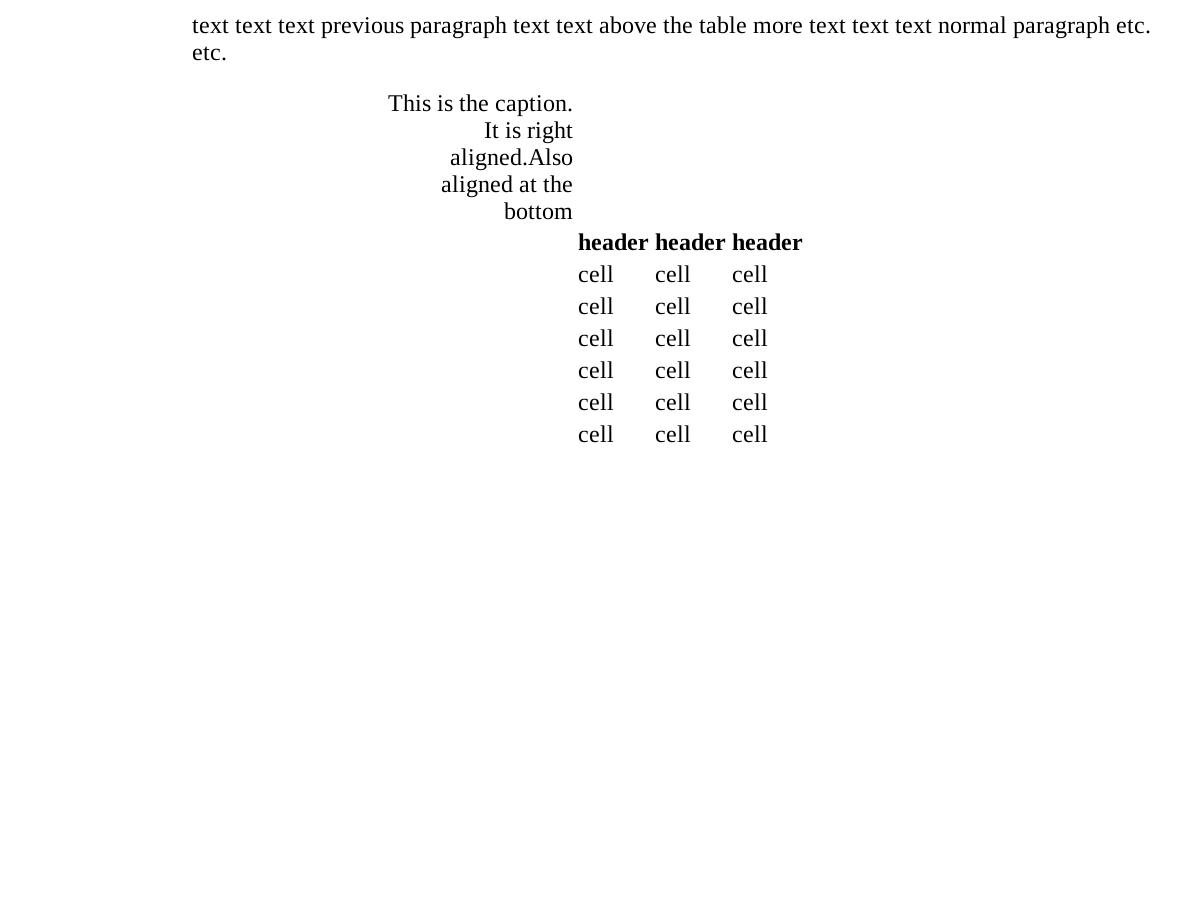 text text text previous paragraph text text above the table more text text text normal paragraph etc.
etc.
This is the caption.
It is right
aligned.Also
aligned at the
bottom
header header header
cell cell cell
cell cell cell
cell cell cell
cell cell cell
cell cell cell
cell cell cell